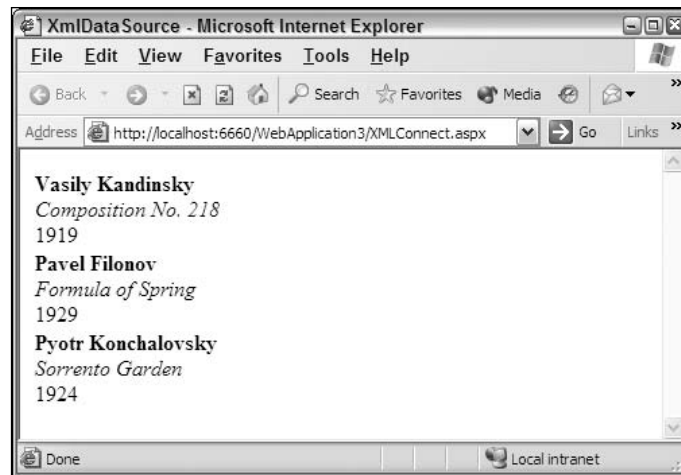 XmlDataSource - Microsoft Internet Explorer
File Edit View Favorites Tools Help
Back Search Favorites Media »
Address http://localhost:6660/WebApplication3/XMLConnect.aspx Go Links »
Vasily Kandinsky
Composition No. 218
1919
Pavel Filonov
Formula of Spring
1929
Pyotr Konchalovsky
Sorrento Garden
1924
Done Local intranet